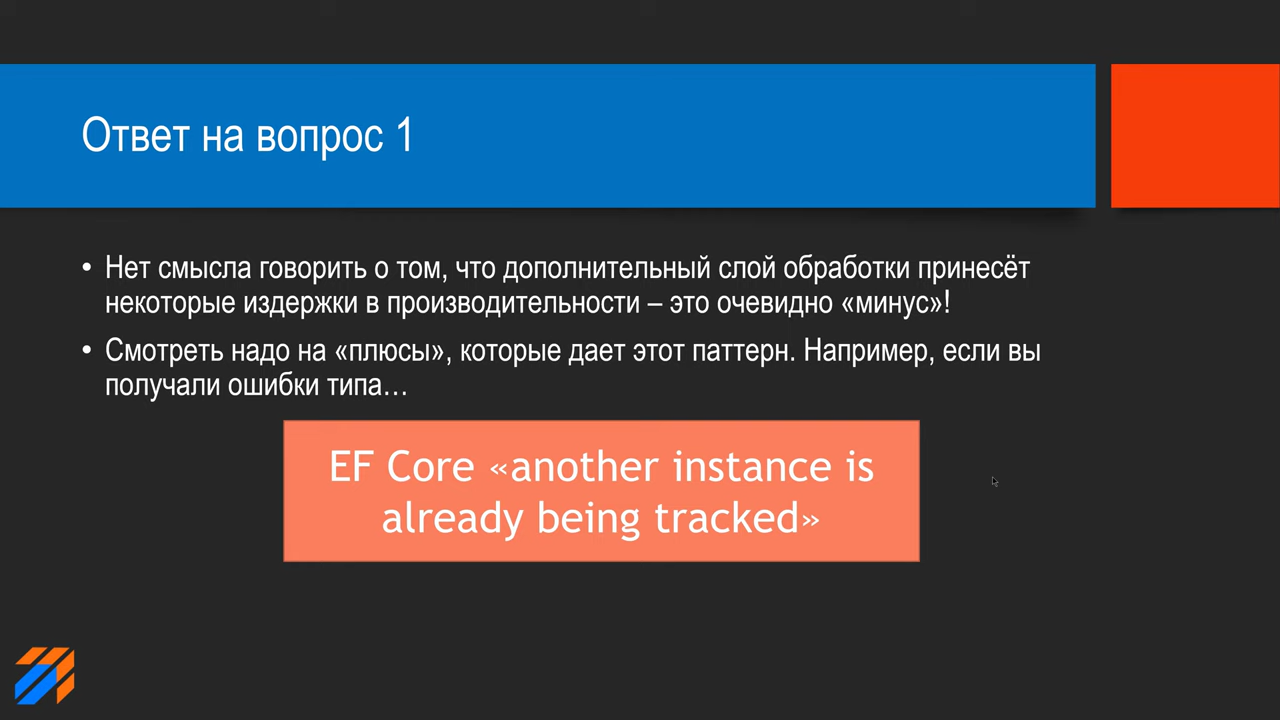 Ответ на вопрос 1
• Нет смысла говорить о том, что дополнительный слой обработки принесёт
некоторые издержки в производительности – это очевидно «минус»!
• Смотреть надо на «плюсы», которые дает этот паттерн. Например, если вы
получали ошибки типа…
EF Core «another instance is
already being tracked»